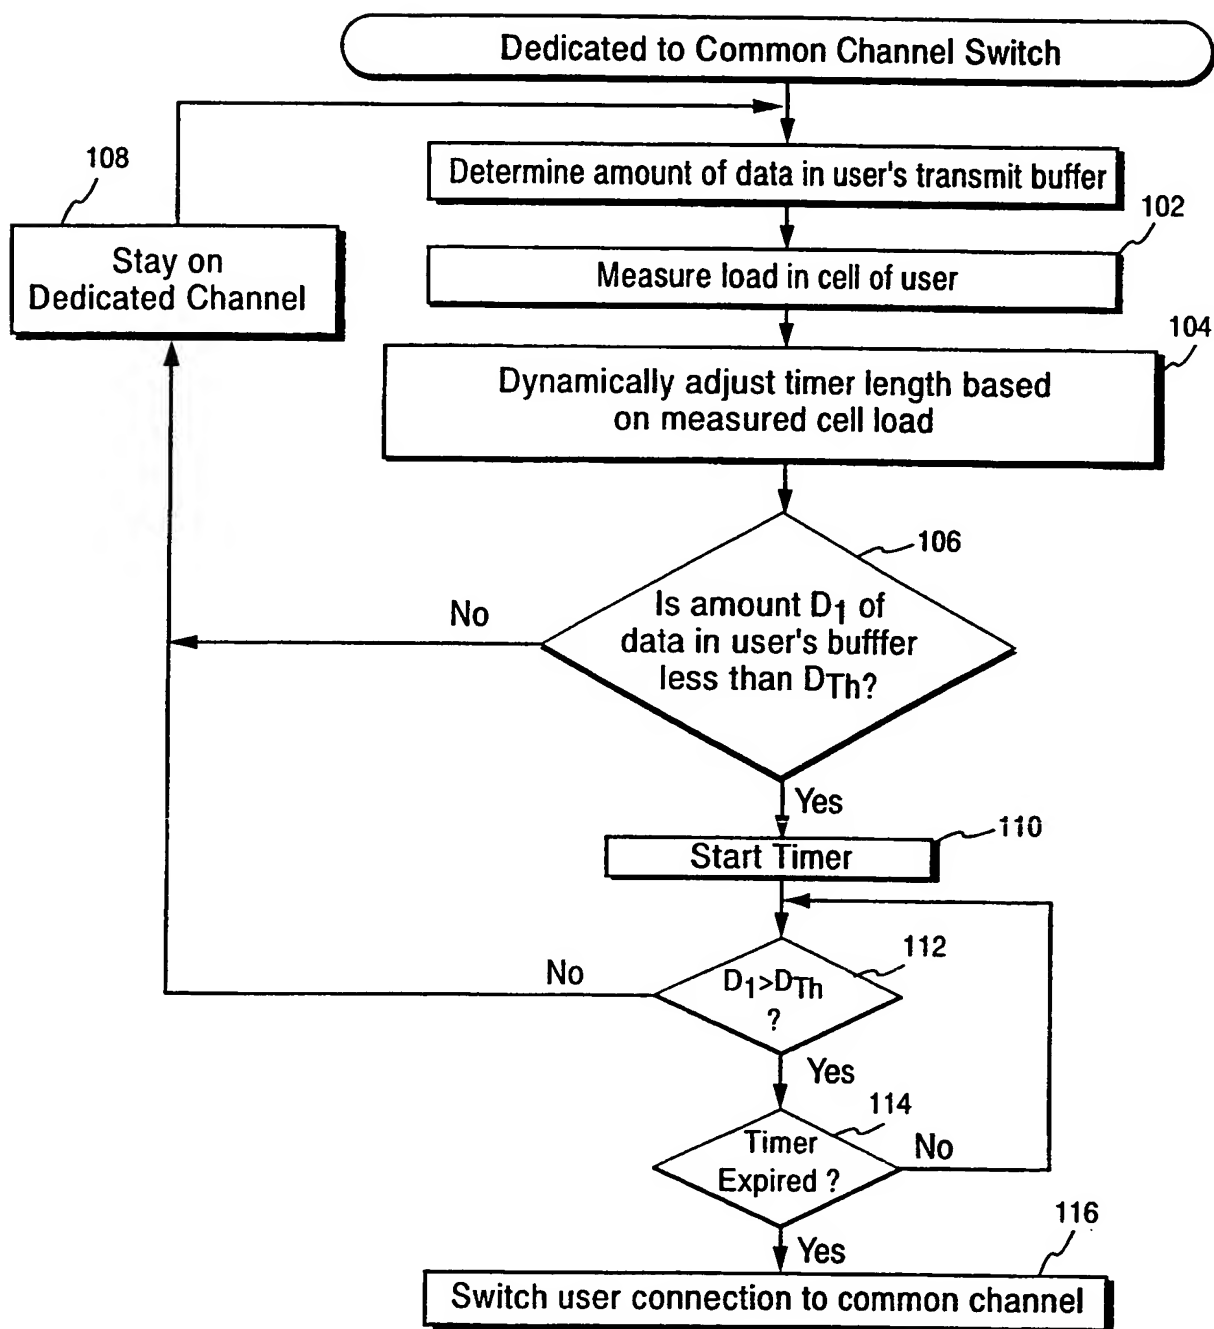 Dedicated to Common Channel Switch
108
Determine amount of data in user's transmit buffer
102
Stay on
Dedicated Channel
Measure load in cell of user
104
Dynamically adjust timer length based
on measured cell load
106
No
Is amount D1 of
data in user's bufffer
less than DTh?
Yes
110
Start Timer
112
No
D1>DTh
?
Yes
114
Timer
Expired ?
No
116
Yes
Switch user connection to common channel